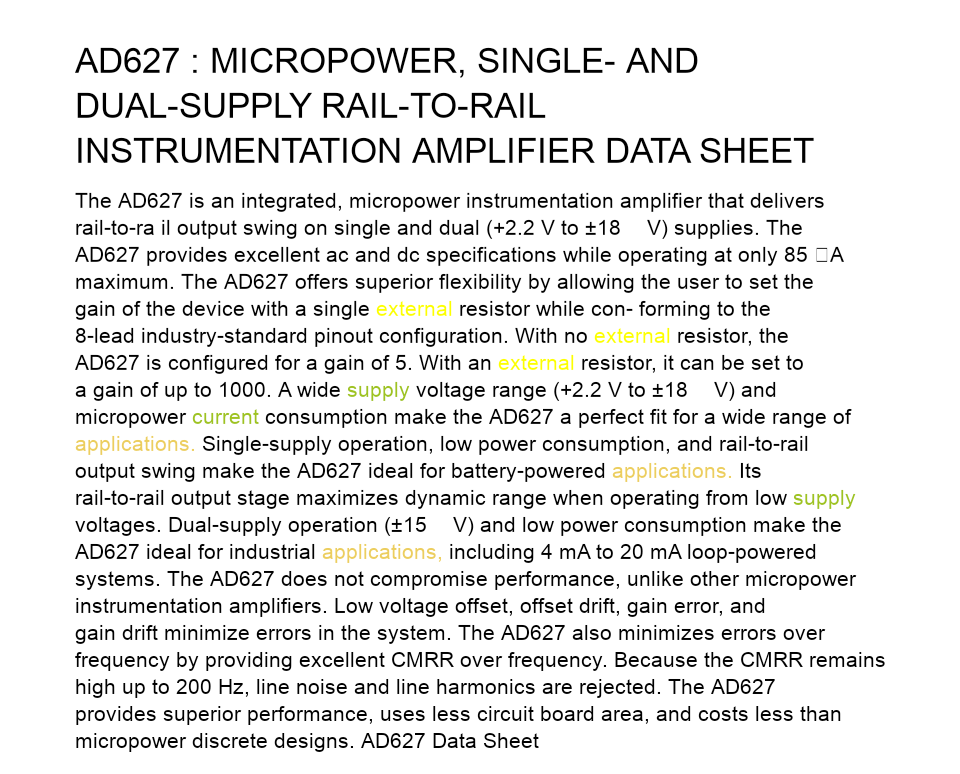 AD627 : MICROPOWER, SINGLE- AND
DUAL-SUPPLY RAIL-TO-RAIL
INSTRUMENTATION AMPLIFIER DATA SHEET
The AD627 is an integrated, micropower instrumentation amplifier that delivers
rail-to-ra il output swing on single and dual (+2.2 V to ±18    V) supplies. The
AD627 provides excellent ac and dc specifications while operating at only 85 □A
maximum. The AD627 offers superior flexibility by allowing the user to set the
gain of the device with a single external resistor while con- forming to the
8-lead industry-standard pinout configuration. With no external resistor, the
AD627 is configured for a gain of 5. With an external resistor, it can be set to
a gain of up to 1000. A wide supply voltage range (+2.2 V to ±18    V) and
micropower current consumption make the AD627 a perfect fit for a wide range of
applications. Single-supply operation, low power consumption, and rail-to-rail
output swing make the AD627 ideal for battery-powered applications. Its
rail-to-rail output stage maximizes dynamic range when operating from low supply
voltages. Dual-supply operation (±15    V) and low power consumption make the
AD627 ideal for industrial applications, including 4 mA to 20 mA loop-powered
systems. The AD627 does not compromise performance, unlike other micropower
instrumentation amplifiers. Low voltage offset, offset drift, gain error, and
gain drift minimize errors in the system. The AD627 also minimizes errors over
frequency by providing excellent CMRR over frequency. Because the CMRR remains
high up to 200 Hz, line noise and line harmonics are rejected. The AD627
provides superior performance, uses less circuit board area, and costs less than
micropower discrete designs. AD627 Data Sheet